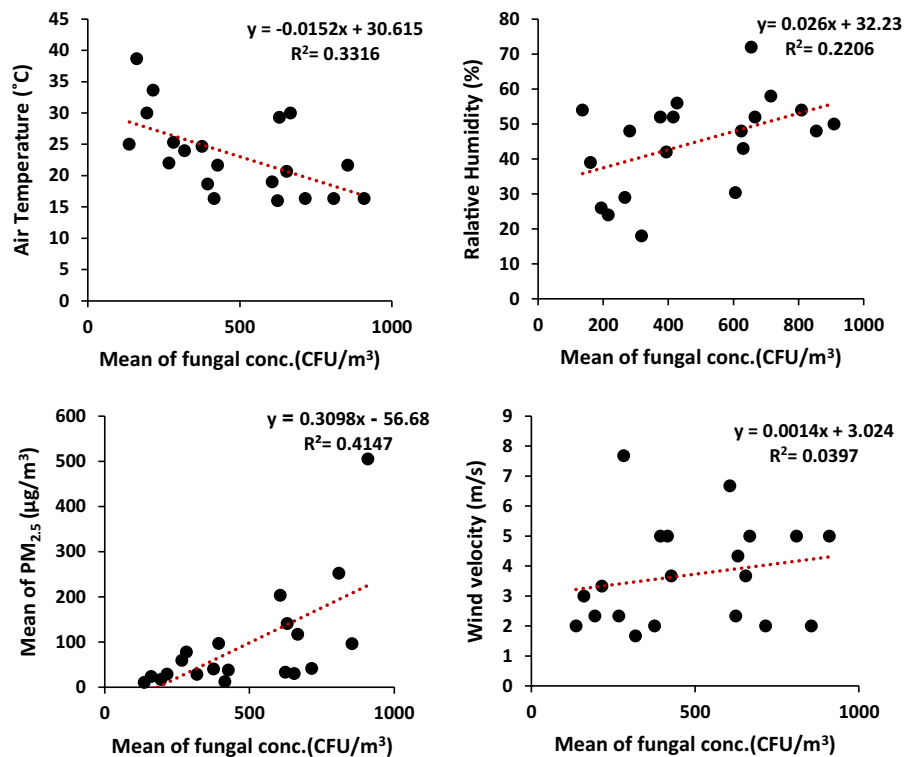 y = -0.0152x + 30.615
R²= 0.3316
45
40
35
30
25
20
15
10
5
0
Air Temperature (˚C)
0 500 1000
Mean of fungal conc.(CFU/m³)
y= 0.026x + 32.23
R²= 0.2206
80
70
60
50
40
30
20
10
0
Ralative Humidity (%)
0 200 400 600 800 1000
Mean of fungal conc.(CFU/m³)
y = 0.3098x - 56.68
R²= 0.4147
600
500
400
300
200
100
0
Mean of PM₂.₅ (µg/m³)
0 500 1000
Mean of fungal conc.(CFU/m³)
y = 0.0014x + 3.024
R²= 0.0397
9
8
7
6
5
4
3
2
1
0
Wind velocity (m/s)
0 500 1000
Mean of fungal conc.(CFU/m³)